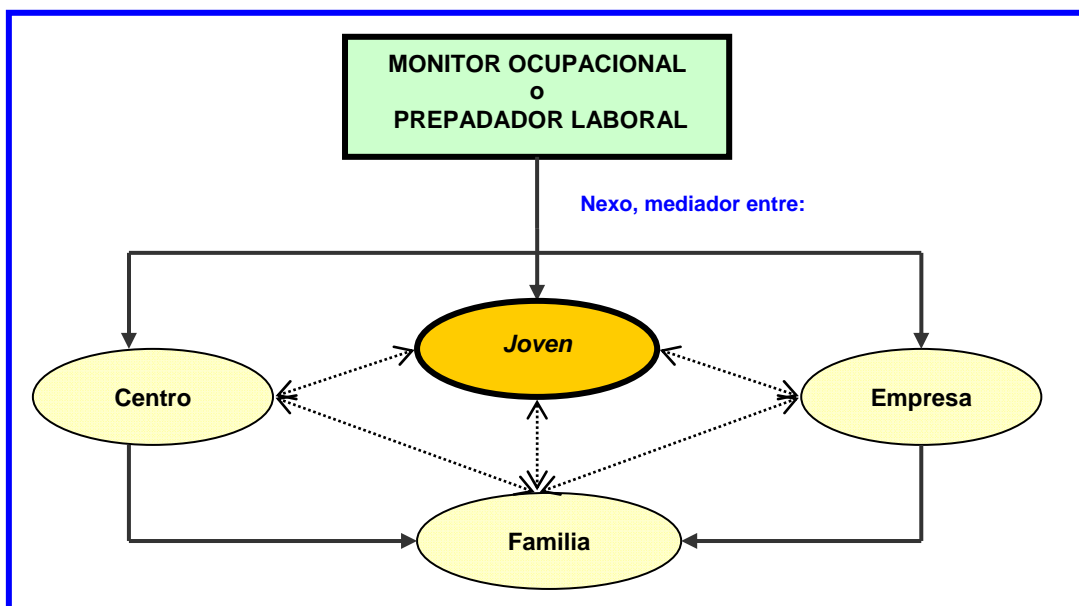 MONITOR OCUPACIONAL
o
PREPADADOR LABORAL
Nexo, mediador entre:
Joven
Centro
Empresa
Familia